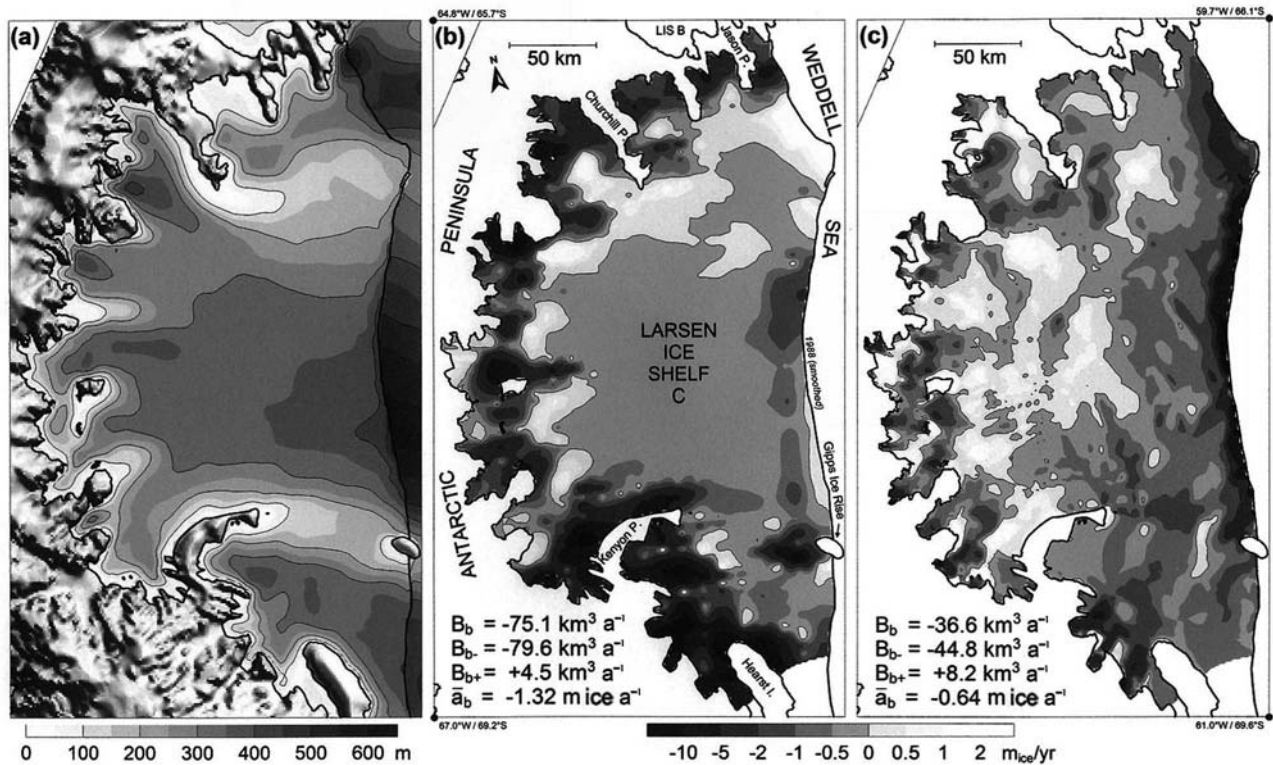 (a)
0 100 200 300 400 500 600 m
64.8°W / 65.7°S
(b)
50 km
N
LIS B
Jason P.
WEDDELL
SEA
Churchill P.
PENINSULA
ANTARCTIC
LARSEN
ICE
SHELF
C
1988 (smoothed)
Gipps Ice Rise
Kenyon P.
Hearst I.
B_b = -75.1 km³ a⁻¹
B_b- = -79.6 km³ a⁻¹
B_b+ = +4.5 km³ a⁻¹
ā_b = -1.32 m ice a⁻¹
67.0°W / 69.2°S
59.7°W / 66.1°S
(c)
50 km
B_b = -36.6 km³ a⁻¹
B_b- = -44.8 km³ a⁻¹
B_b+ = +8.2 km³ a⁻¹
ā_b = -0.64 m ice a⁻¹
61.0°W / 69.6°S
-10 -5 -2 -1 -0.5 0 0.5 1 2 m_ice/yr